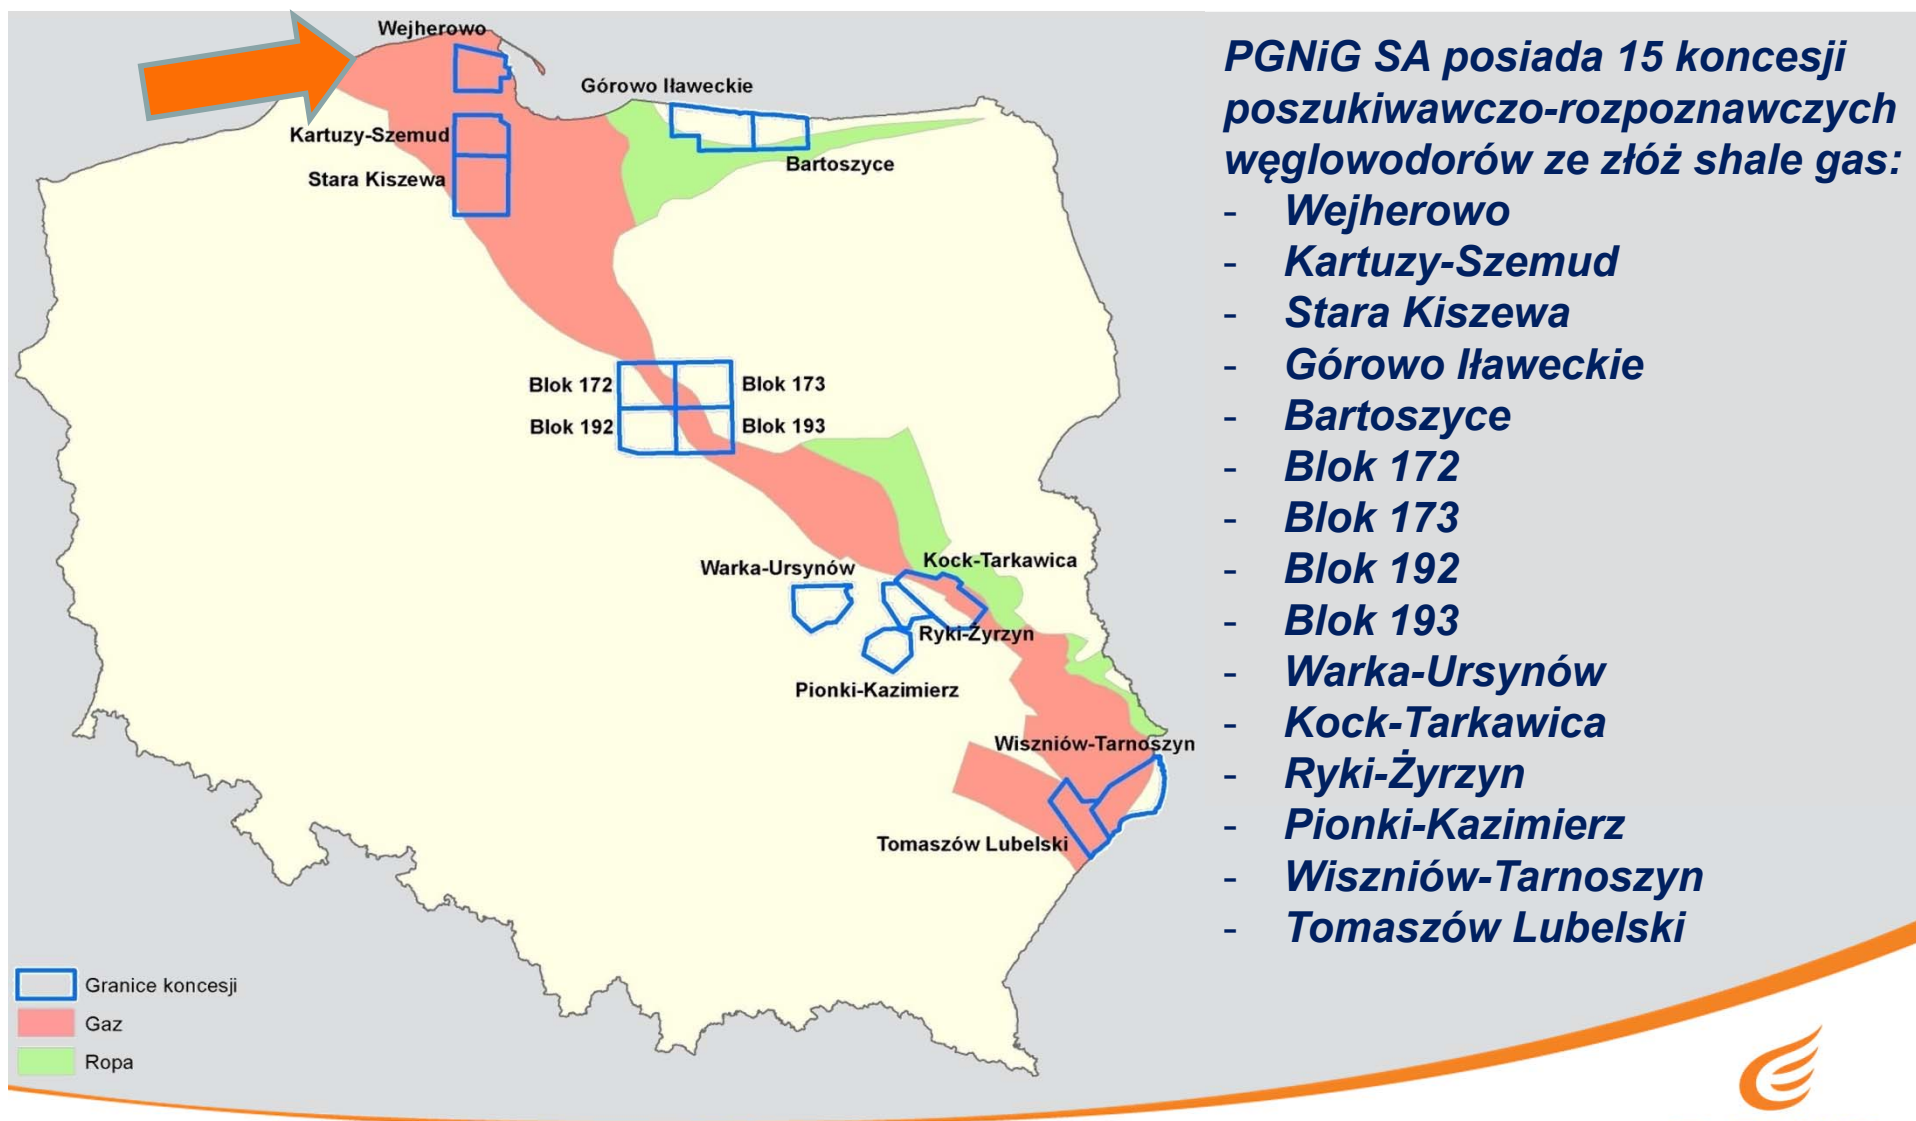 Wejherowo
Górowo Iławeckie
Kartuzy-Szemud
Bartoszyce
Stara Kiszewa
Blok 172
Blok 173
Blok 192
Blok 193
Kock-Tarkawica
Warka-Ursynów
Ryki-Żyrzyn
Pionki-Kazimierz
Wiszniów-Tarnoszyn
Tomaszów Lubelski
Granice koncesji
Gaz
Ropa
PGNiG SA posiada 15 koncesji
poszukiwawczo-rozpoznawczych
węglowodorów ze złóż shale gas:
- Wejherowo
- Kartuzy-Szemud
- Stara Kiszewa
- Górowo Iławeckie
- Bartoszyce
- Blok 172
- Blok 173
- Blok 192
- Blok 193
- Warka-Ursynów
- Kock-Tarkawica
- Ryki-Żyrzyn
- Pionki-Kazimierz
- Wiszniów-Tarnoszyn
- Tomaszów Lubelski